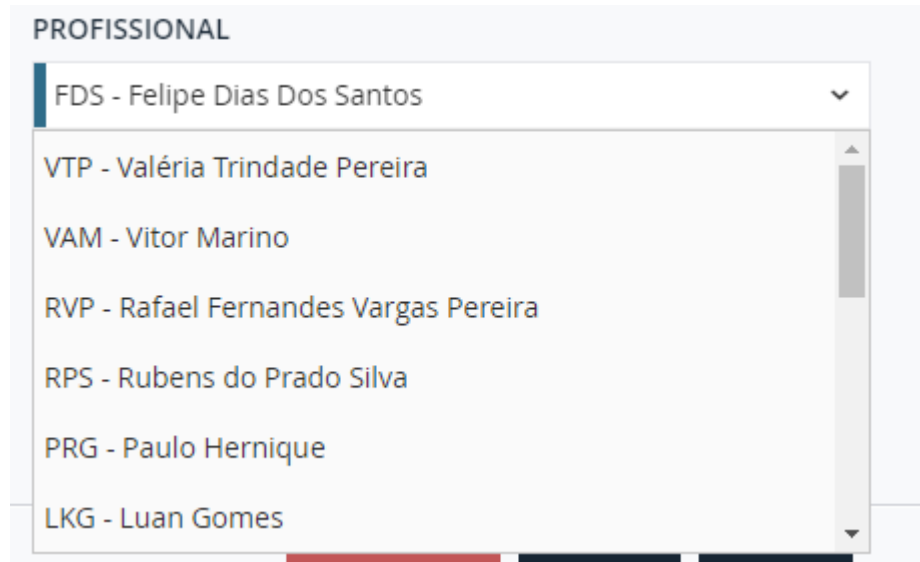 PROFISSIONAL
FDS - Felipe Dias Dos Santos
VTP - Valéria Trindade Pereira
VAM - Vitor Marino
RVP - Rafael Fernandes Vargas Pereira
RPS - Rubens do Prado Silva
PRG - Paulo Hernique
LKG - Luan Gomes